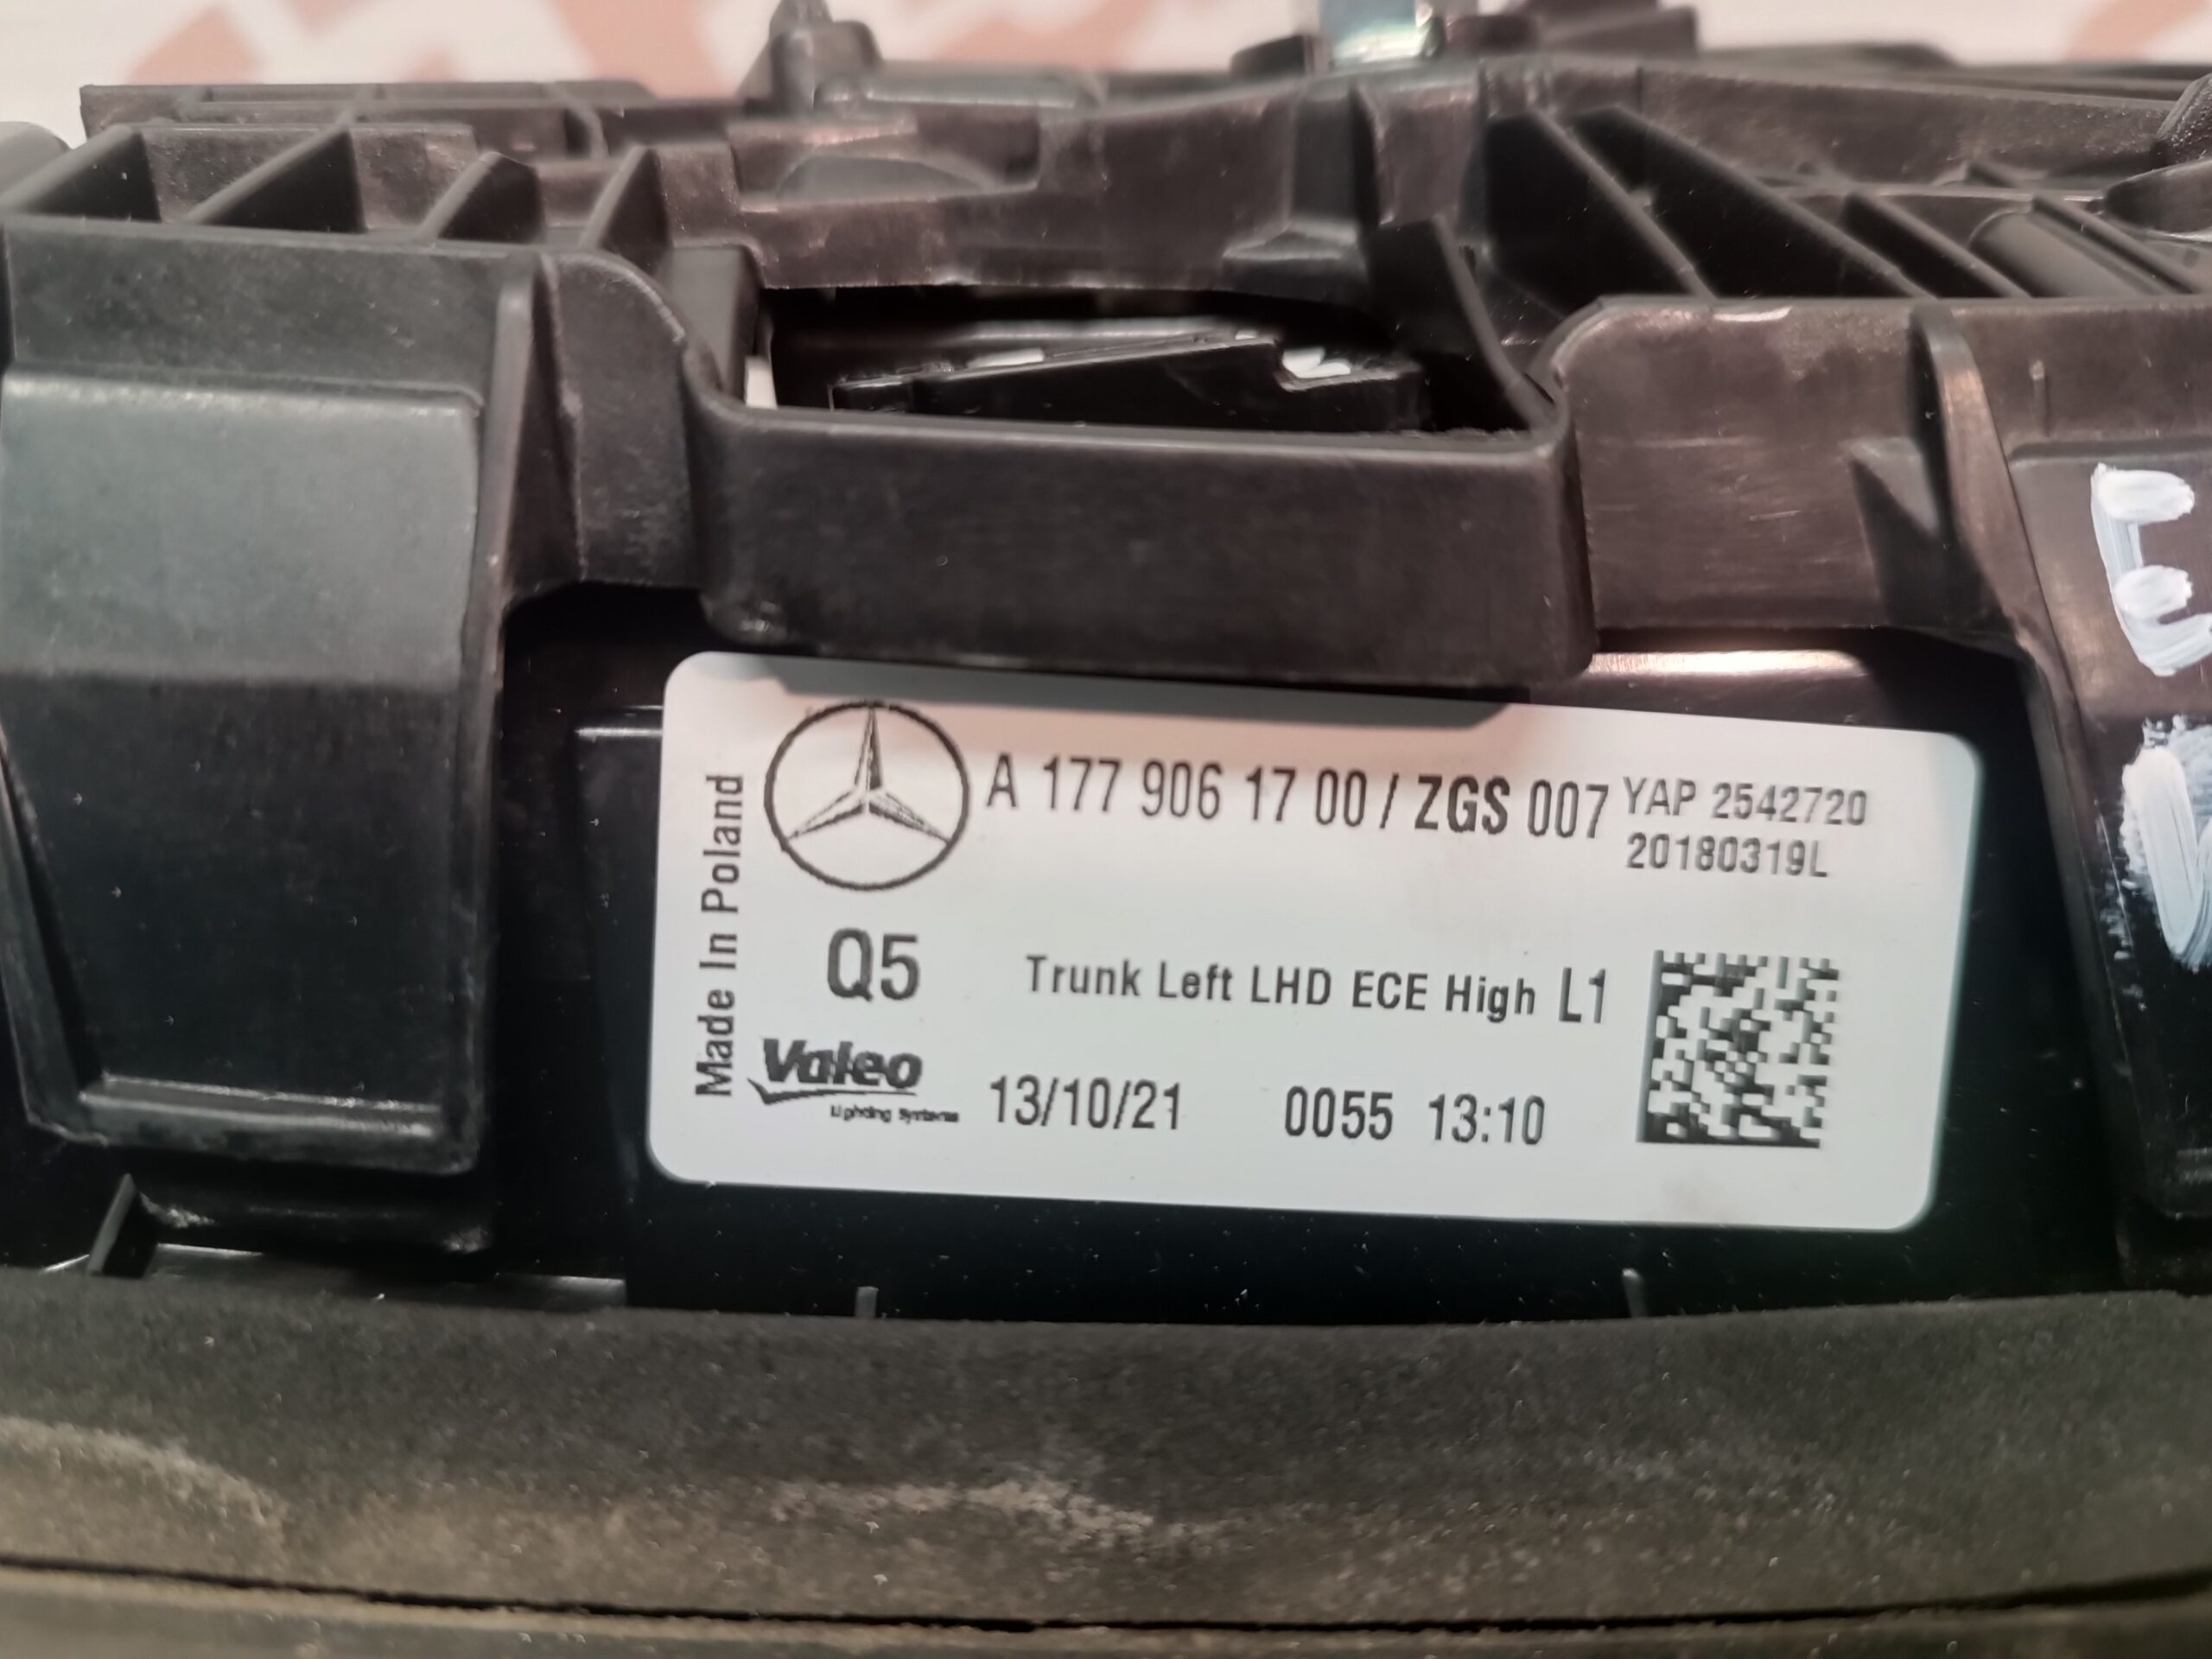 Made In Poland
A 177 906 17 00 / ZGS 007
YAP 2542720
20180319L
Q5
Trunk Left LHD ECE High L1
Valeo
Lighting Systems
13/10/21 0055 13:10